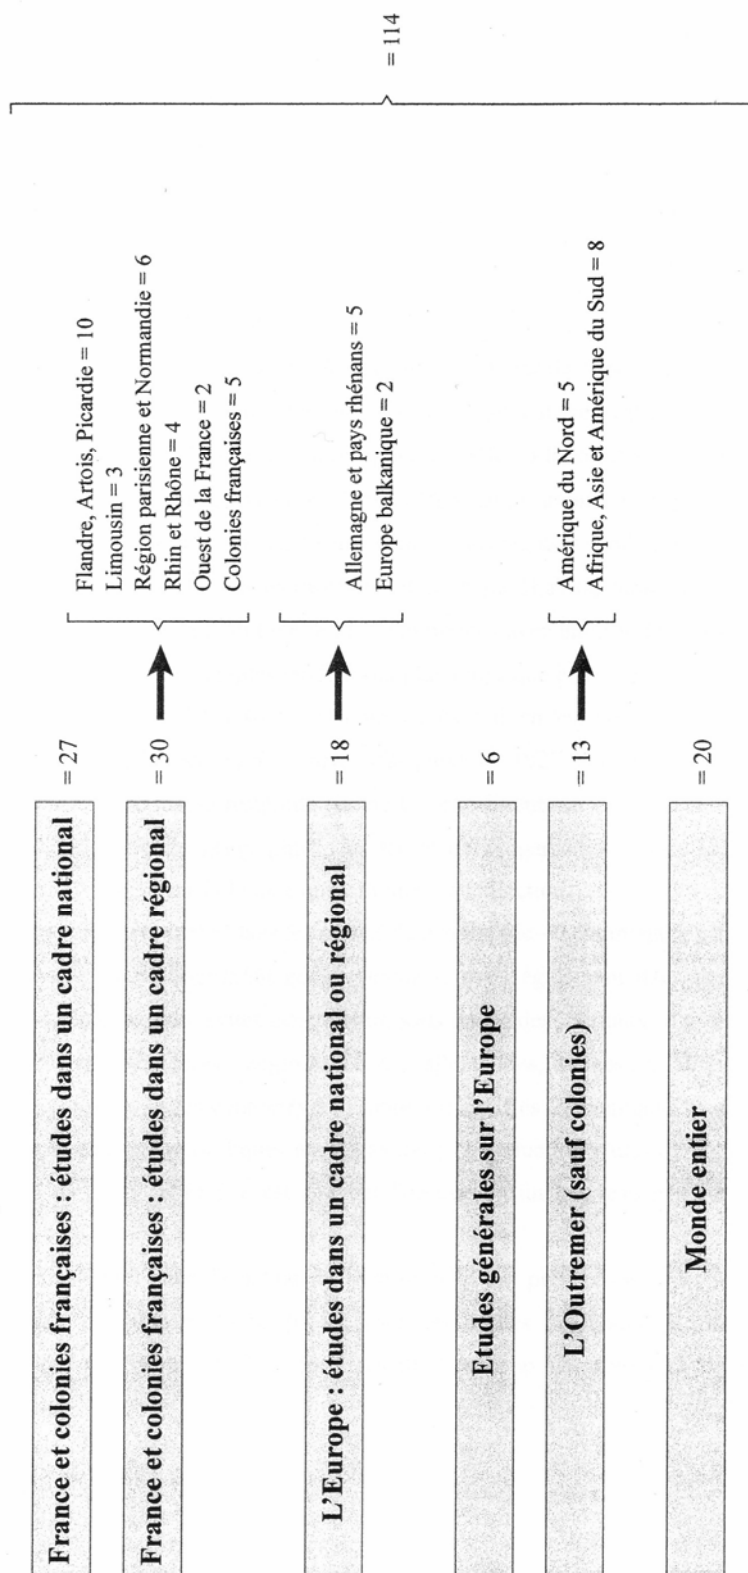 France et colonies françaises : études dans un cadre national = 27
France et colonies françaises : études dans un cadre régional = 30
Flandre, Artois, Picardie = 10
Limousin = 3
Région parisienne et Normandie = 6
Rhin et Rhône = 4
Ouest de la France = 2
Colonies françaises = 5
L'Europe : études dans un cadre national ou régional = 18
Allemagne et pays rhénans = 5
Europe balkanique = 2
Etudes générales sur l'Europe = 6
L'Outremer (sauf colonies) = 13
Amérique du Nord = 5
Afrique, Asie et Amérique du Sud = 8
Monde entier = 20
= 114